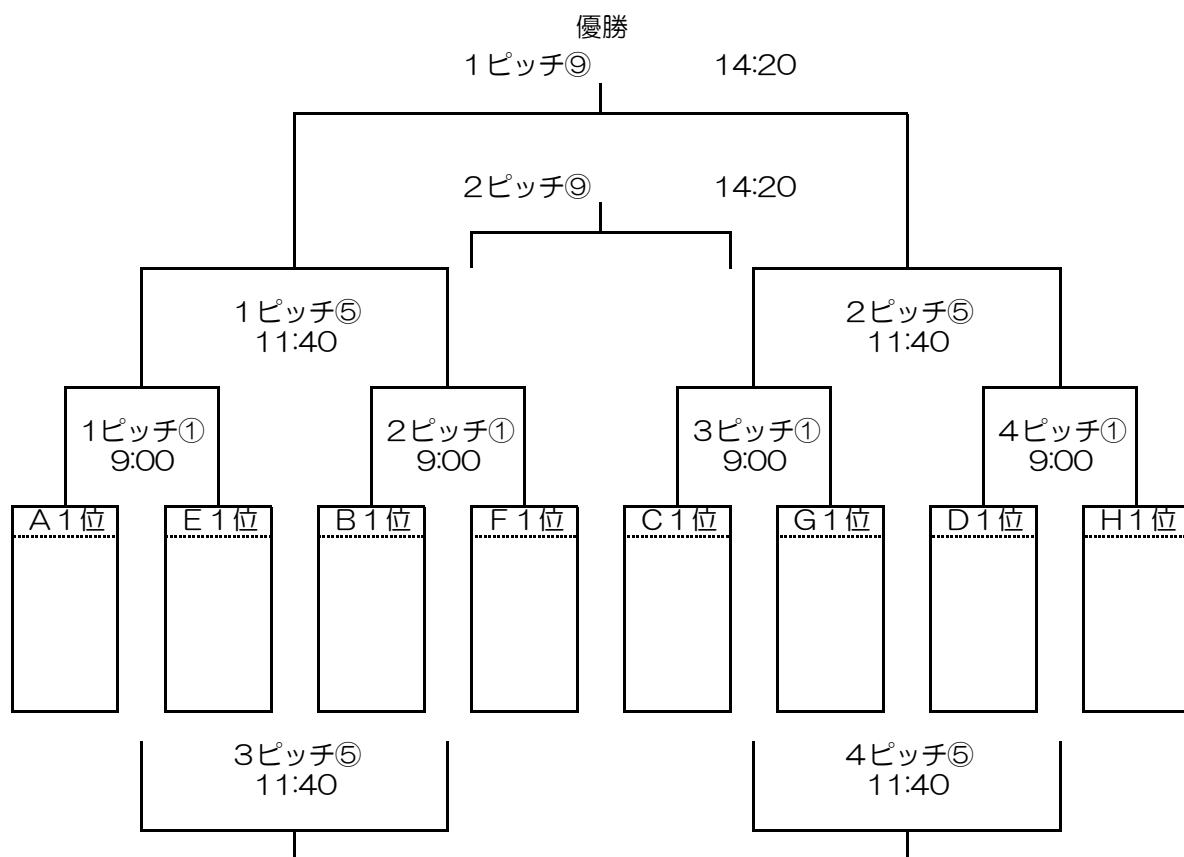 優勝
1ピッチ⑨ 14:20
2ピッチ⑨ 14:20
1ピッチ⑤ 2ピッチ⑤
11:40 11:40
1ピッチ① 2ピッチ① 3ピッチ① 4ピッチ①
9:00 9:00 9:00 9:00
A1位 E1位 B1位 F1位 C1位 G1位 D1位 H1位
3ピッチ⑤ 4ピッチ⑤
11:40 11:40